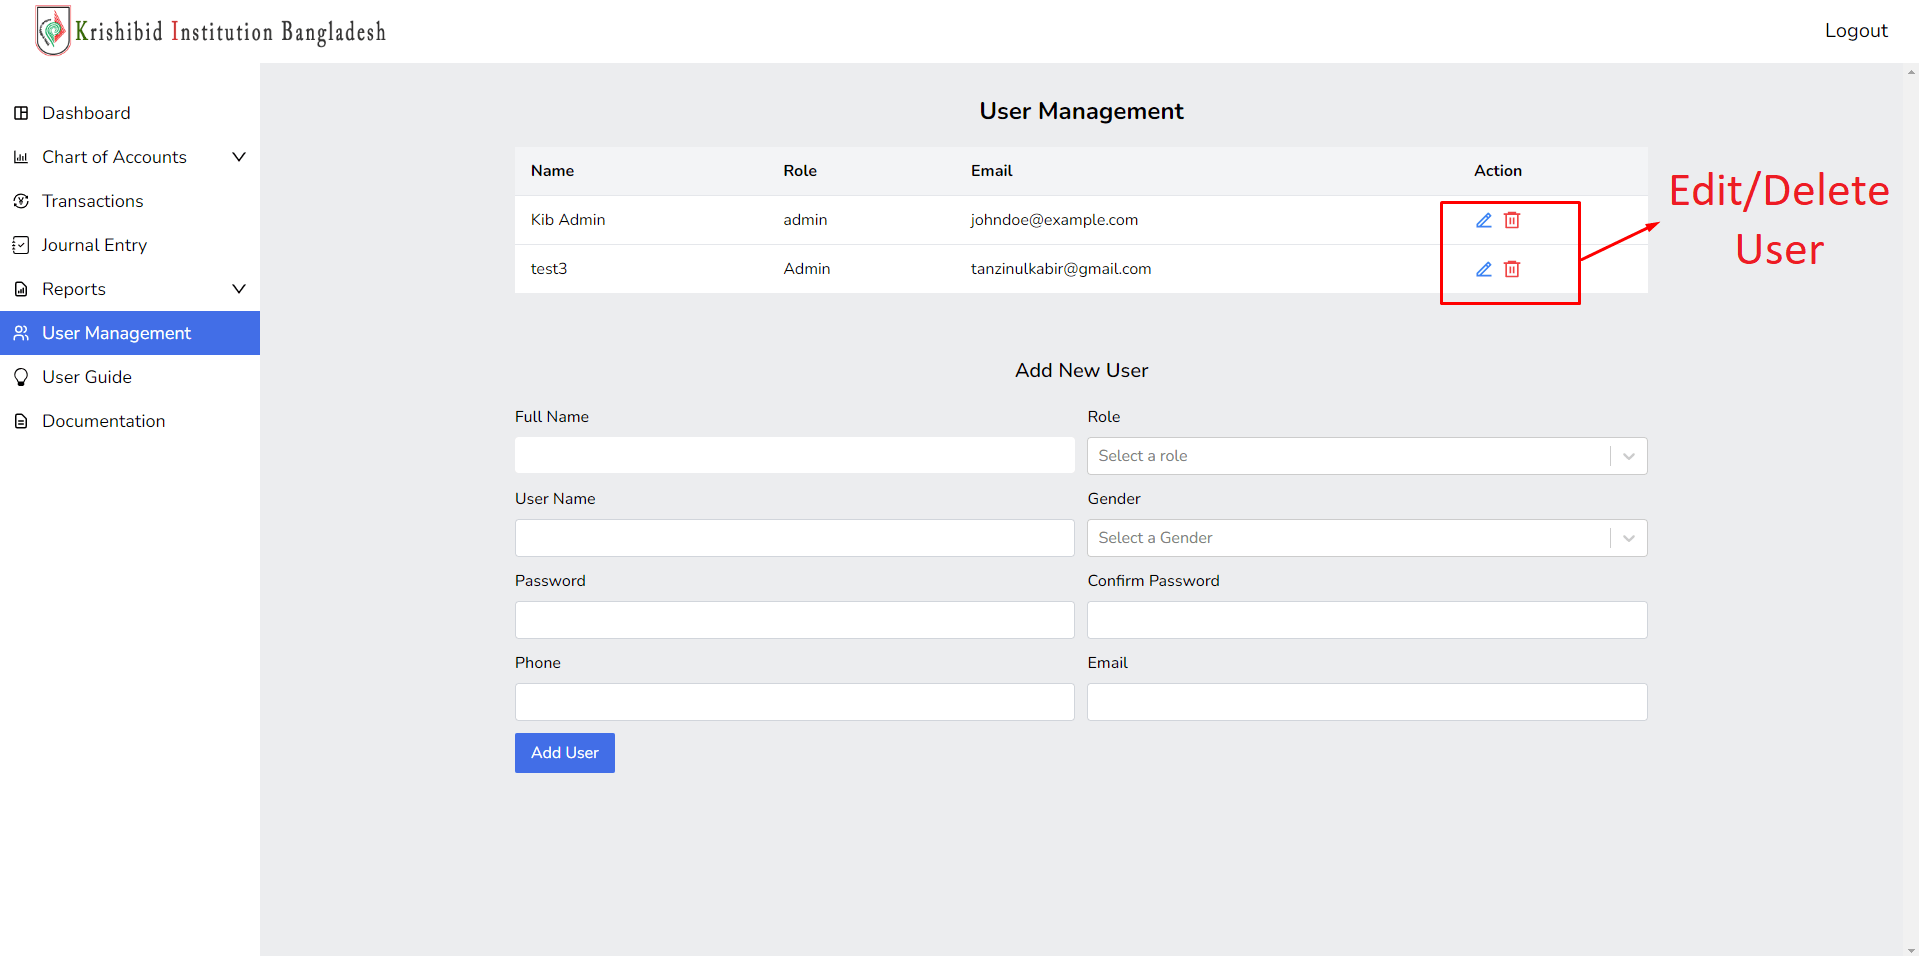 Krishibid Institution Bangladesh
Logout
Dashboard
Chart of Accounts
Transactions
Journal Entry
Reports
User Management
User Guide
Documentation
User Management
Name Role Email Action
Kib Admin admin johndoe@example.com
test3 Admin tanzinulkabir@gmail.com
Edit/Delete
User
Add New User
Full Name Role
Select a role
User Name Gender
Select a Gender
Password Confirm Password
Phone Email
Add User